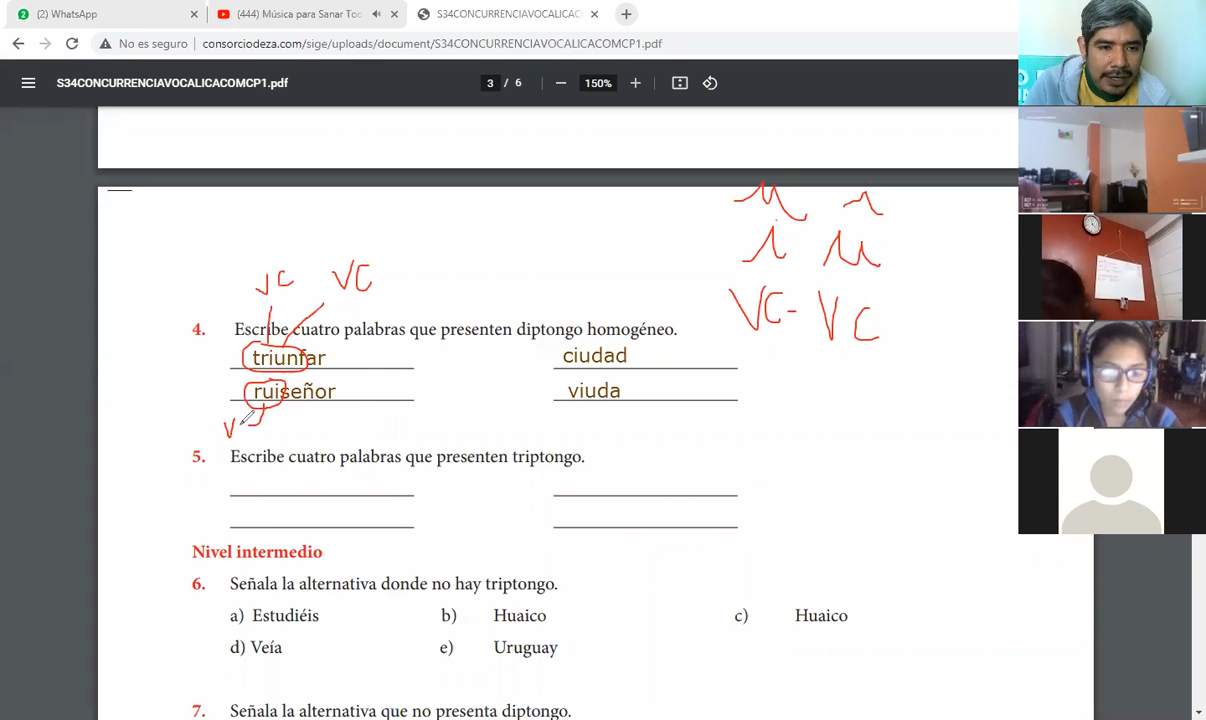 (2) WhatsApp
(444) Música para Sanar Toc
S34CONCURRENCIAVOCALICAC
No es seguro
consorciodeza.com/sige/uploads/document/S34CONCURRENCIAVOCALICACOMCP1.pdf
S34CONCURRENCIAVOCALICACOMCP1.pdf
3 / 6
150%
u i
i u
VC - VC
VC VC
4. Escribe cuatro palabras que presenten diptongo homogéneo.
triunfar ciudad
ruiseñor viuda
V
5. Escribe cuatro palabras que presenten triptongo.
Nivel intermedio
6. Señala la alternativa donde no hay triptongo.
a) Estudiéis b) Huaico c) Huaico
d) Veía e) Uruguay
7. Señala la alternativa que no presenta diptongo.